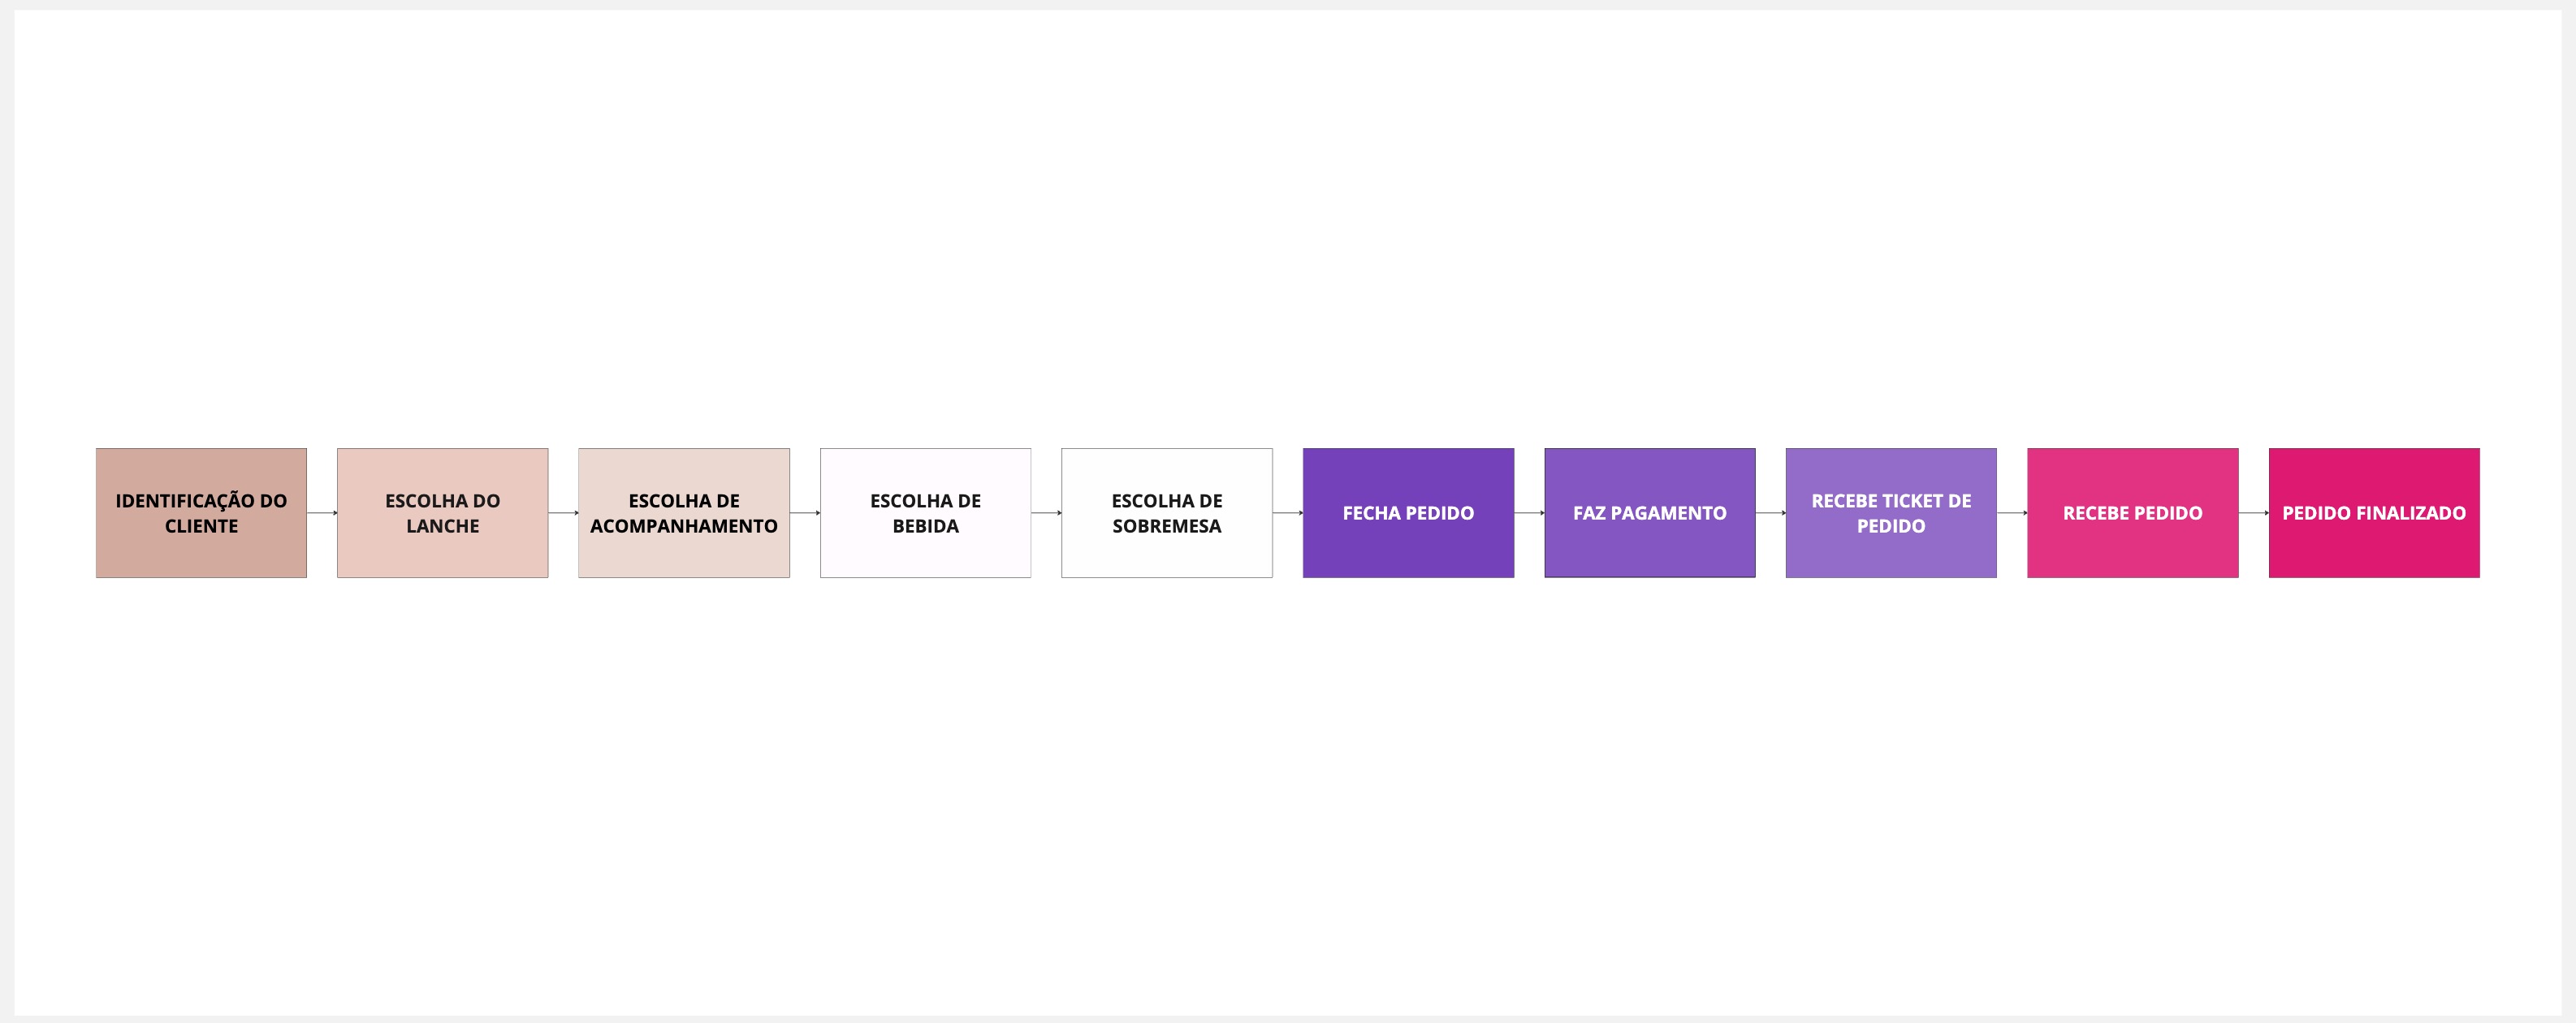 IDENTIFICAÇÃO DO
CLIENTE
ESCOLHA DO
LANCHE
ESCOLHA DE
ACOMPANHAMENTO
ESCOLHA DE
BEBIDA
ESCOLHA DE
SOBREMESA
FECHA PEDIDO
FAZ PAGAMENTO
RECEBE TICKET DE
PEDIDO
RECEBE PEDIDO
PEDIDO FINALIZADO